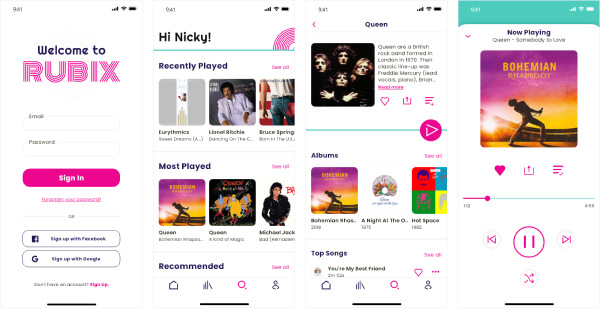 9:41
Welcome to
RUBIX
Email
Password
Sign In
Forgotten your password?
OR
Sign up with Facebook
Sign up with Google
Don't have an account? Sign Up.
9:41
Hi Nicky!
Recently Played
See all
Eurythmics
Sweet Dreams (A...
Lionel Ritchie
Dancing On The C
Bruce Spring
Born In The U.S.
Most Played
See all
BOHEMIAN
RHAPSODY
Queen
Bohemian Rhaps...
Queen
A Kind of Magic
Michael Jack
Bad (Remaster
Recommended
See all
9:41
Queen
Queen are a British
rock band formed in
London in 1970. Their
classic line-up was
Freddie Mercury (lead
vocals, piano), Brian...
Read more
Albums
See all
BOHEMIAN
RHAPSODY
Bohemian Rhaps...
2018
A Night At The O...
1975
Hot Space
1982
Top Songs
See all
You're My Best Friend
2m 52s
9:41
Now Playing
Queen - Somebody to Love
BOHEMIAN
RHAPSODY
1:12
4:56